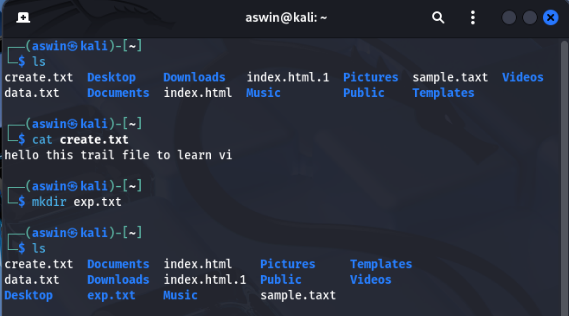 aswin@kali: ~
┌──(aswin㉿kali)-[~]
└─$ ls
create.txt Desktop Downloads index.html.1 Pictures sample.taxt Videos
data.txt Documents index.html Music Public Templates
┌──(aswin㉿kali)-[~]
└─$ cat create.txt
hello this trail file to learn vi
┌──(aswin㉿kali)-[~]
└─$ mkdir exp.txt
┌──(aswin㉿kali)-[~]
└─$ ls
create.txt Documents index.html Pictures Templates
data.txt Downloads index.html.1 Public Videos
Desktop exp.txt Music sample.taxt